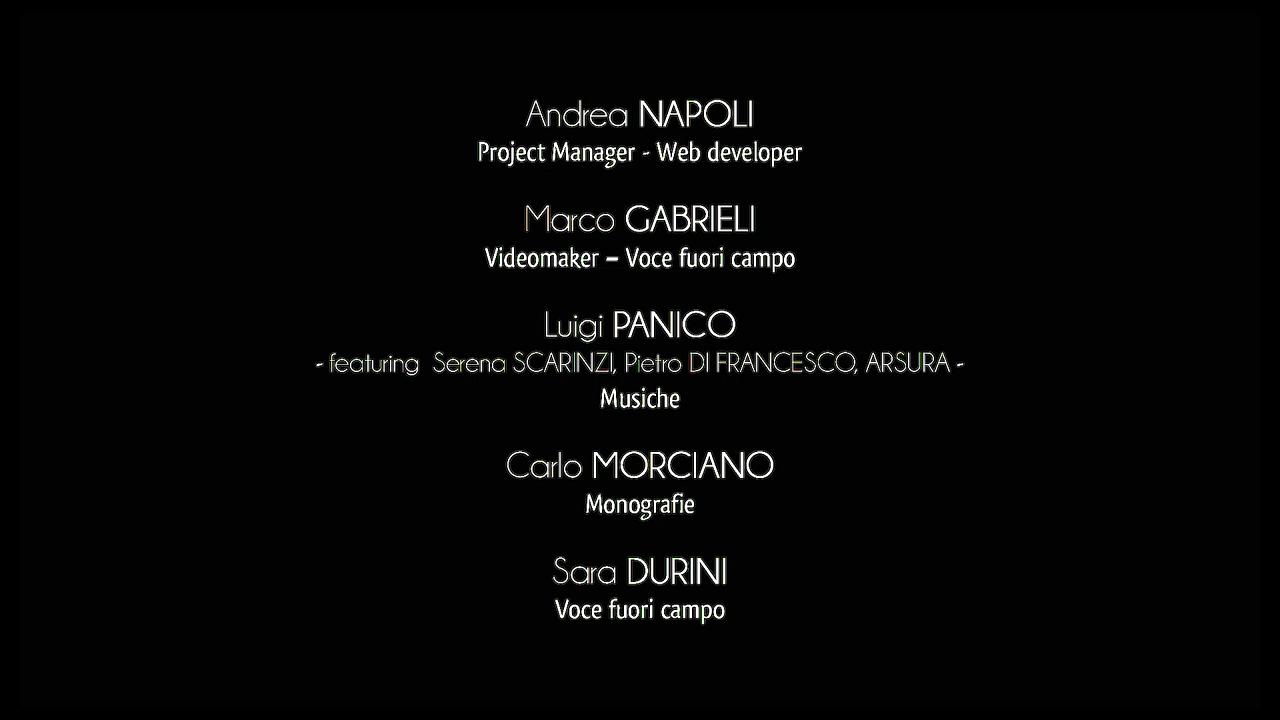 Andrea NAPOLI
Project Manager - Web developer
Marco GABRIELI
Videomaker – Voce fuori campo
Luigi PANICO
- featuring Serena SCARINZI, Pietro DI FRANCESCO, ARSURA -
Musiche
Carlo MORCIANO
Monografie
Sara DURINI
Voce fuori campo